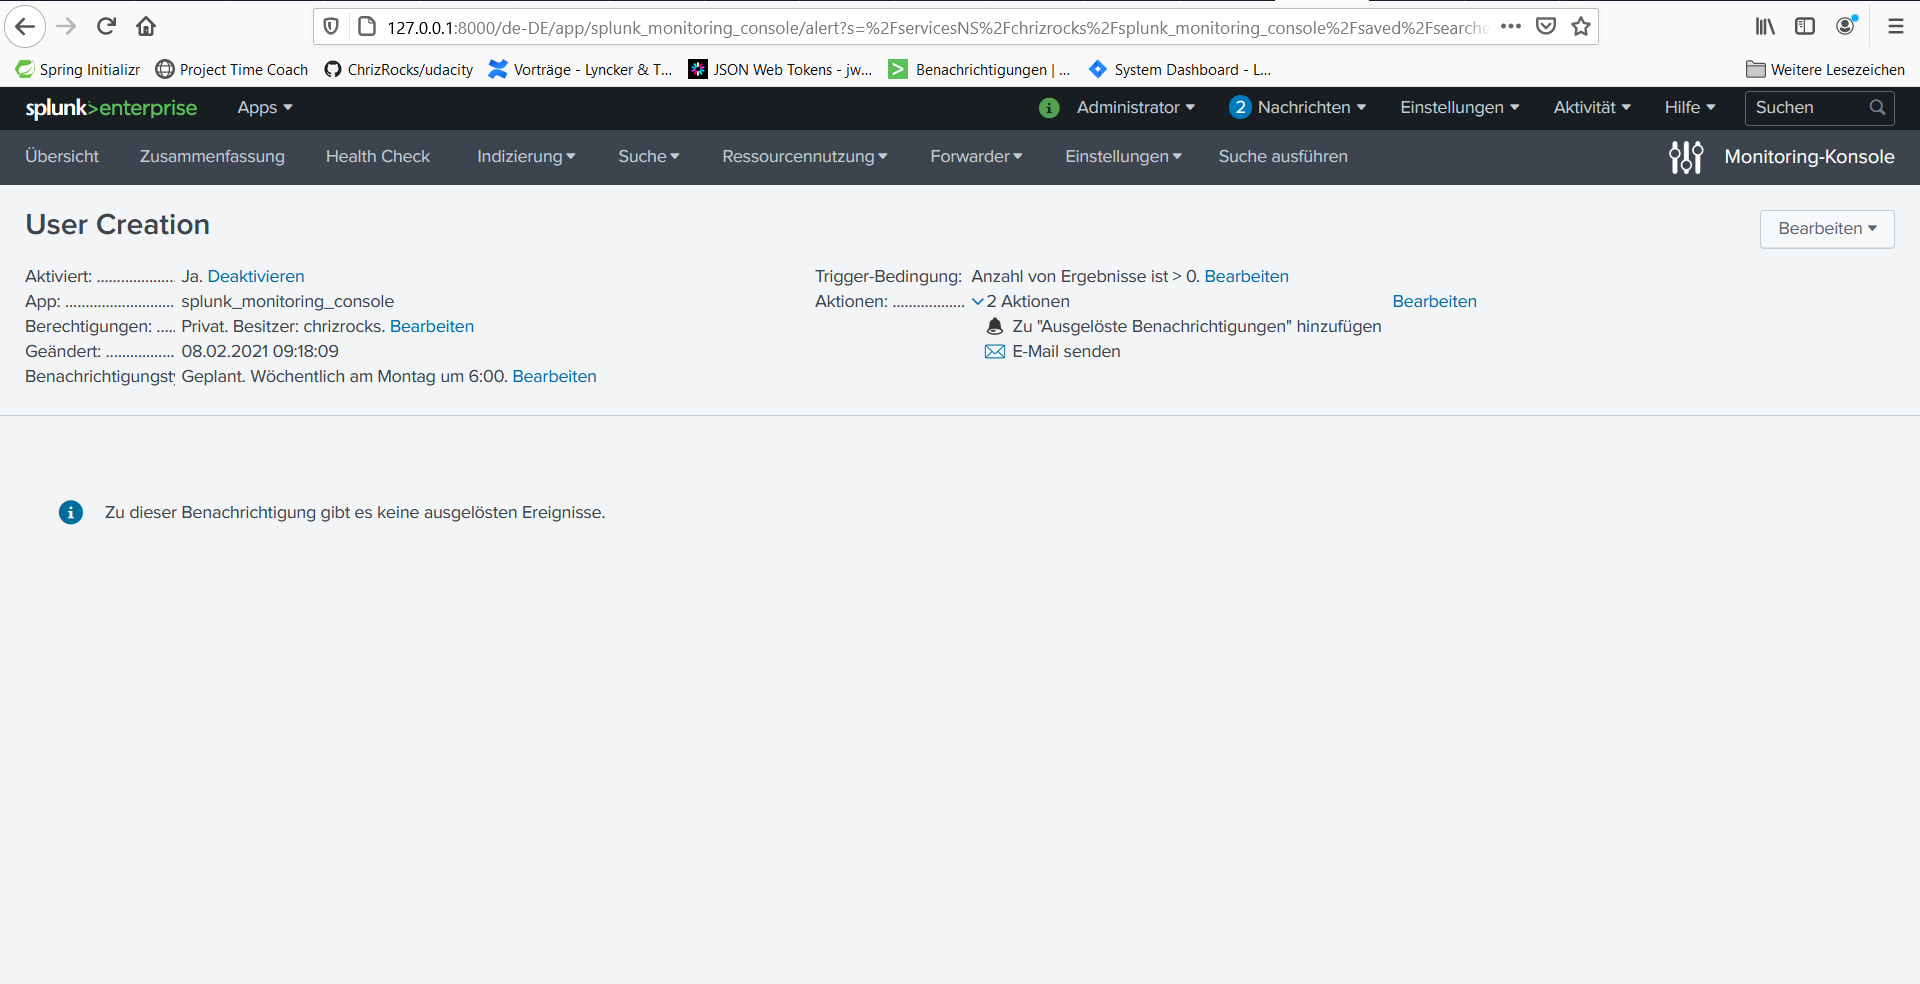 127.0.0.1:8000/de-DE/app/splunk_monitoring_console/alert?s=%2FservicesNS%2Fchrizrocks%2Fsplunk_monitoring_console%2Fsaved%2Fsearche
Spring Initializr Project Time Coach ChrizRocks/udacity Vorträge - Lyncker & T... JSON Web Tokens - jw... Benachrichtigungen | ... System Dashboard - L... Weitere Lesezeichen
splunk>enterprise Apps i Administrator 2 Nachrichten Einstellungen Aktivität Hilfe Suchen
Übersicht Zusammenfassung Health Check Indizierung Suche Ressourcennutzung Forwarder Einstellungen Suche ausführen Monitoring-Konsole
User Creation Bearbeiten
Aktiviert: ................... Ja. Deaktivieren Trigger-Bedingung: Anzahl von Ergebnisse ist > 0. Bearbeiten
App: .......................... splunk_monitoring_console Aktionen: .................. 2 Aktionen Bearbeiten
Berechtigungen: ..... Privat. Besitzer: chrizrocks. Bearbeiten Zu "Ausgelöste Benachrichtigungen" hinzufügen
Geändert: ................. 08.02.2021 09:18:09 E-Mail senden
Benachrichtigungsty Geplant. Wöchentlich am Montag um 6:00. Bearbeiten
i Zu dieser Benachrichtigung gibt es keine ausgelösten Ereignisse.